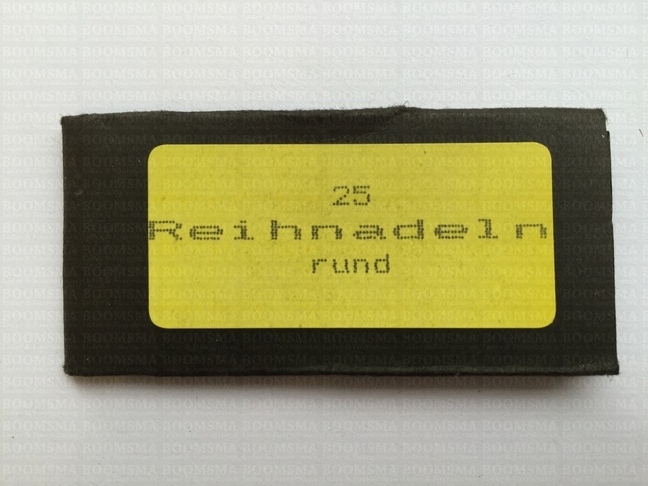 25
Reihnadeln
rund
BOOMSMA